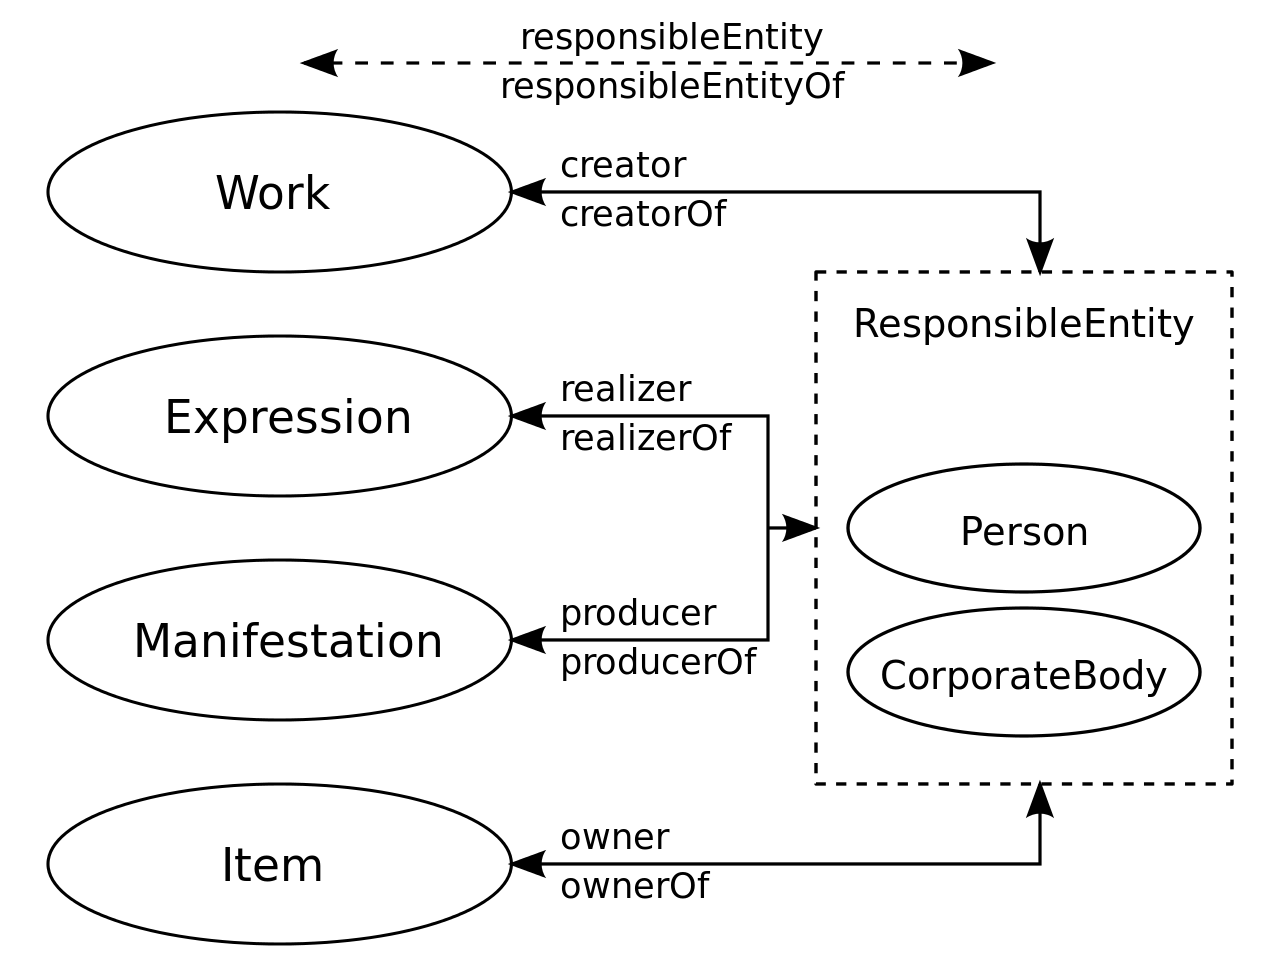 responsibleEntity
responsibleEntityOf
Work
creator
creatorOf
ResponsibleEntity
Expression
realizer
realizerOf
Person
Manifestation
producer
producerOf
CorporateBody
Item
owner
ownerOf